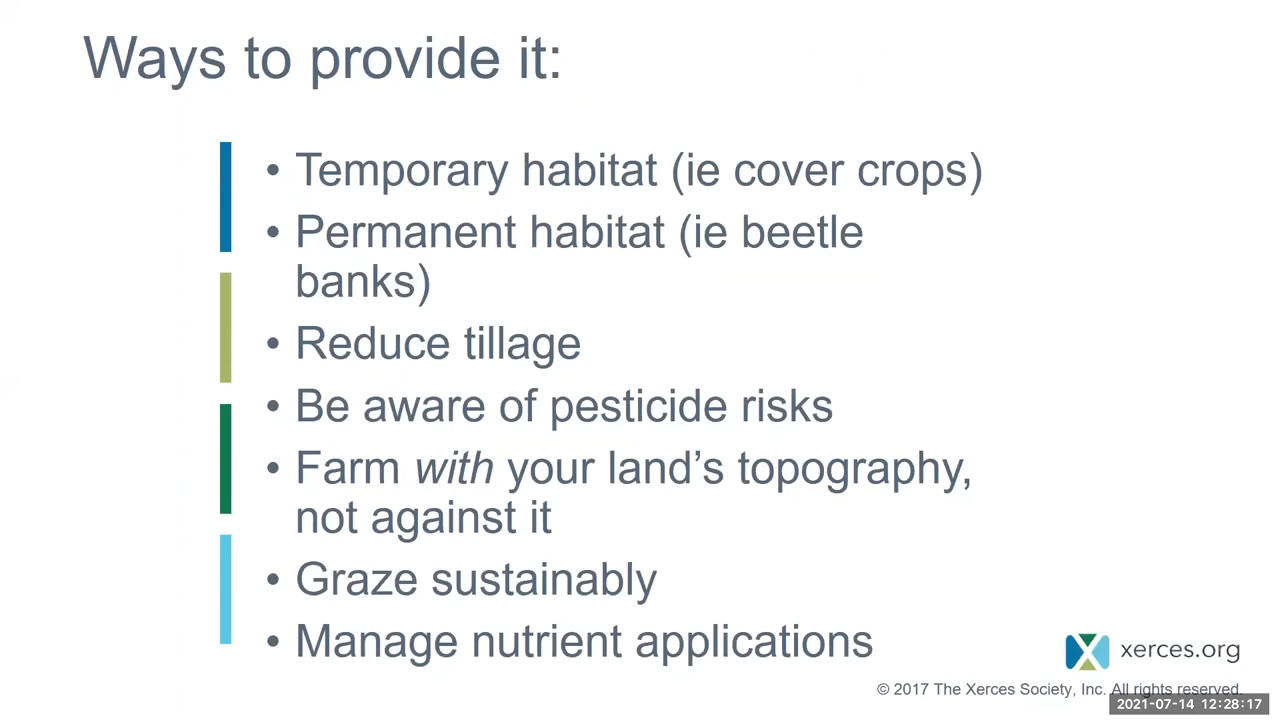 Ways to provide it:
• Temporary habitat (ie cover crops)
• Permanent habitat (ie beetle
banks)
• Reduce tillage
• Be aware of pesticide risks
• Farm with your land’s topography,
not against it
• Graze sustainably
• Manage nutrient applications
xerces.org
© 2017 The Xerces Society, Inc. All rights reserved.
2021-07-14 12:28:17